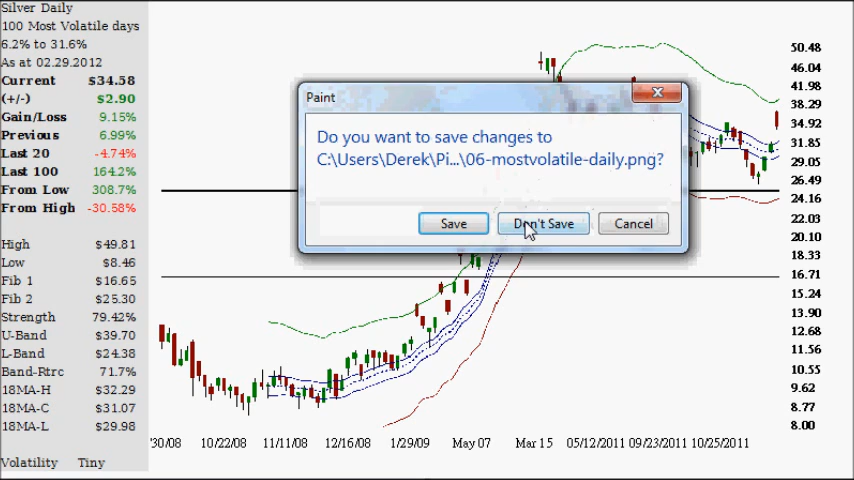 Silver Daily
100 Most Volatile days
6.2% to 31.6%
As at 02.29.2012
Current $34.58
(+/-) $2.90
Gain/Loss 9.15%
Previous 6.99%
Last 20 -4.74%
Last 100 164.2%
From Low 308.7%
From High -30.58%
High $49.81
Low $8.46
Fib 1 $16.65
Fib 2 $25.30
Strength 79.42%
U-Band $39.70
L-Band $24.38
Band-Rtrc 71.7%
18MA-H $32.29
18MA-C $31.07
18MA-L $29.98
Volatility Tiny
Paint
Do you want to save changes to
C:\Users\Derek\Pi...\06-mostvolatile-daily.png?
Save Don't Save Cancel
50.48
46.04
41.98
38.29
34.92
31.85
29.05
26.49
24.16
22.03
20.10
18.33
16.71
15.24
13.90
12.68
11.56
10.55
9.62
8.77
8.00
'30/08 10/22/08 11/11/08 12/16/08 1/29/09 May 07 Mar 15 05/12/2011 09/23/2011 10/25/2011